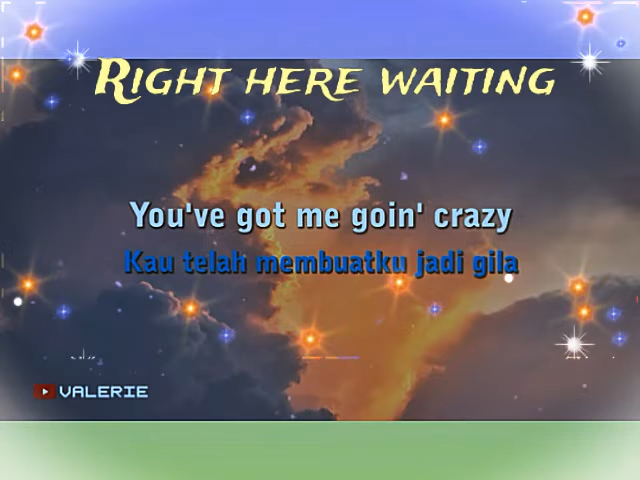 Right here waiting
You've got me goin' crazy
Kau telah membuatku jadi gila
VALERIE